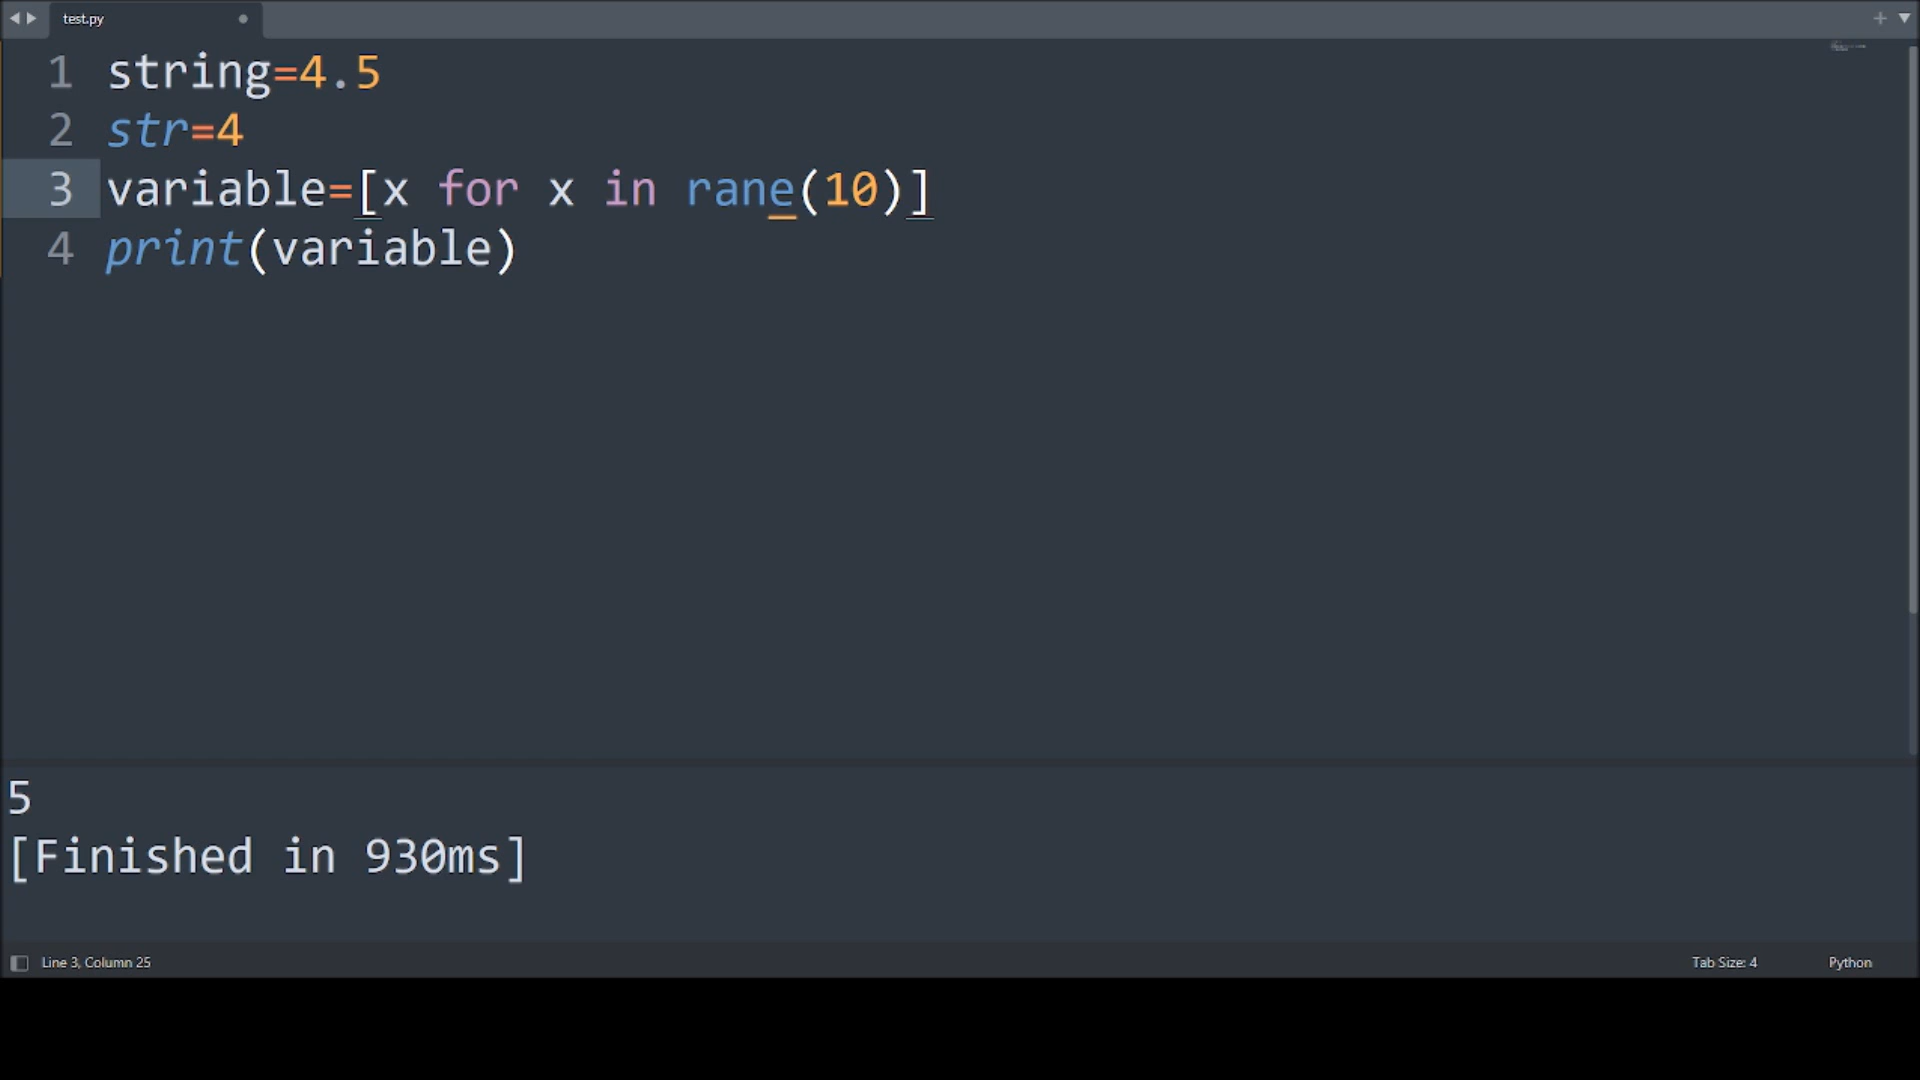 test.py
1 string=4.5
2 str=4
3 variable=[x for x in rane(10)]
4 print(variable)
5
[Finished in 930ms]
Line 3, Column 25 Tab Size: 4 Python